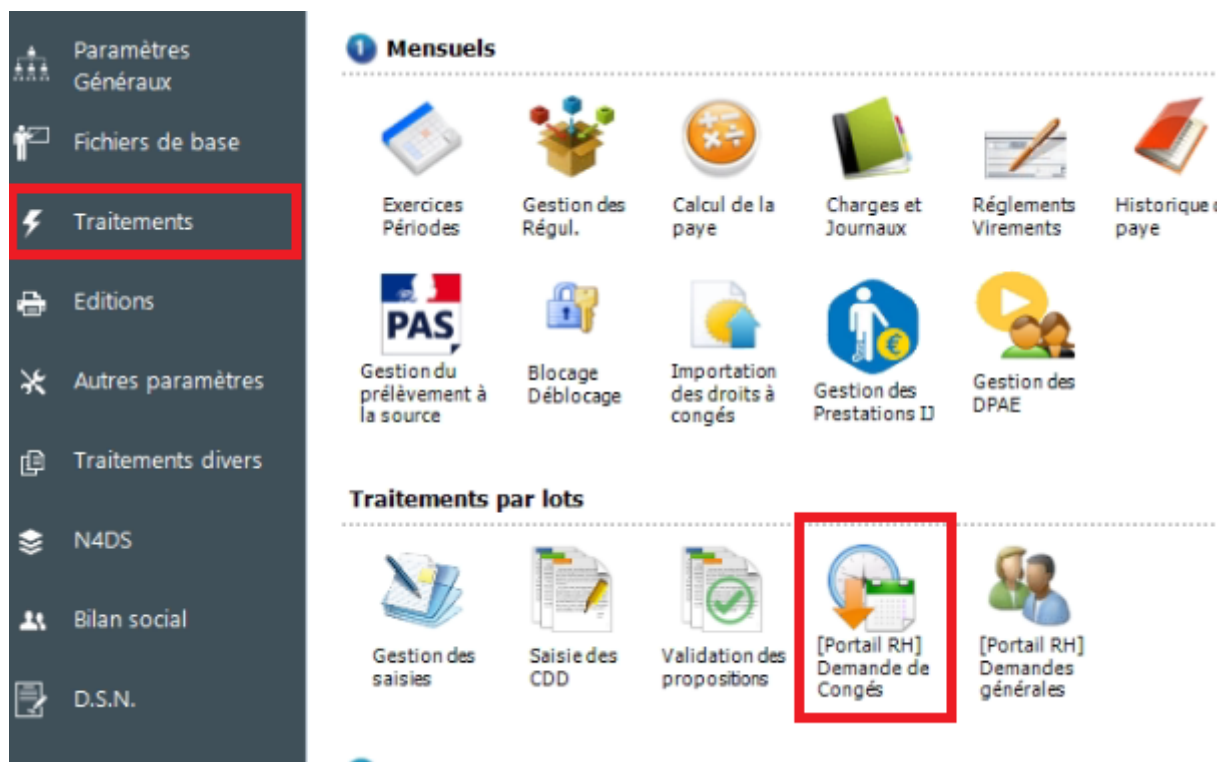 Paramètres
Généraux
Fichiers de base
Traitements
Editions
Autres paramètres
Traitements divers
N4DS
Bilan social
D.S.N.
1 Mensuels
Exercices
Périodes
Gestion des
Régul.
Calcul de la
paye
Charges et
Journaux
Réglements
Virements
Historique
paye
PAS
Gestion du
prélèvement à
la source
Blocage
Déblocage
Importation
des droits à
congés
Gestion des
Prestations IJ
Gestion des
DPAE
Traitements par lots
Gestion des
saisies
Saisie des
CDD
Validation des
propositions
[Portail RH]
Demande de
Congés
[Portail RH]
Demandes
générales